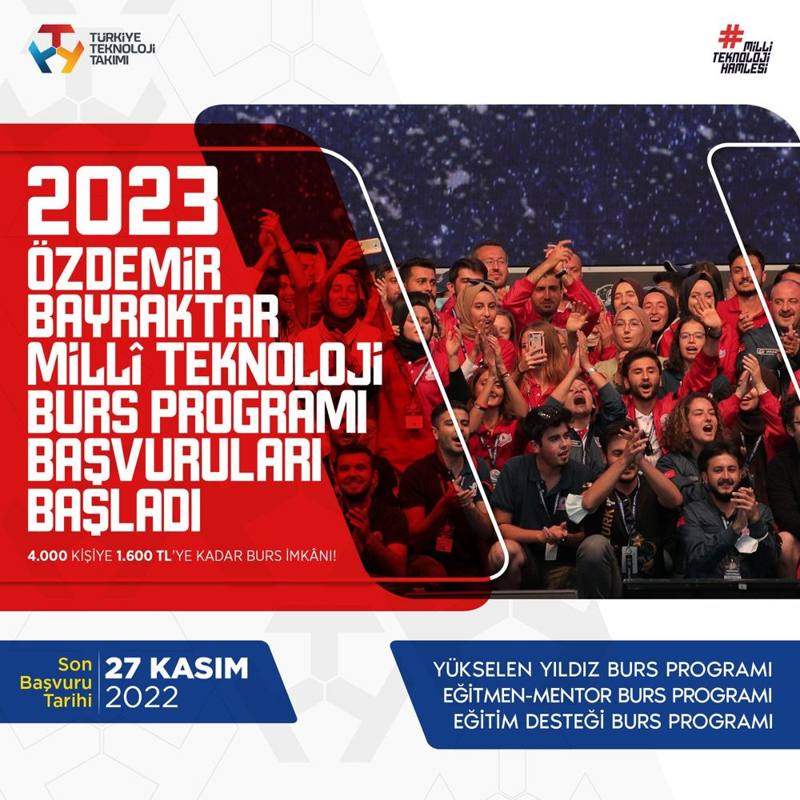 TÜRKİYE
TEKNOLOJİ
TAKIMI
#MİLLİ
TEKNOLOJİ
HAMLESİ
2023
ÖZDEMİR
BAYRAKTAR
MİLLÎ TEKNOLOJİ
BURS PROGRAMI
BAŞVURULARI
BAŞLADI
4.000 KİŞİYE 1.600 TL'YE KADAR BURS İMKÂNI!
Son
Başvuru
Tarihi
27 KASIM
2022
YÜKSELEN YILDIZ BURS PROGRAMI
EĞİTMEN-MENTOR BURS PROGRAMI
EĞİTİM DESTEĞİ BURS PROGRAMI